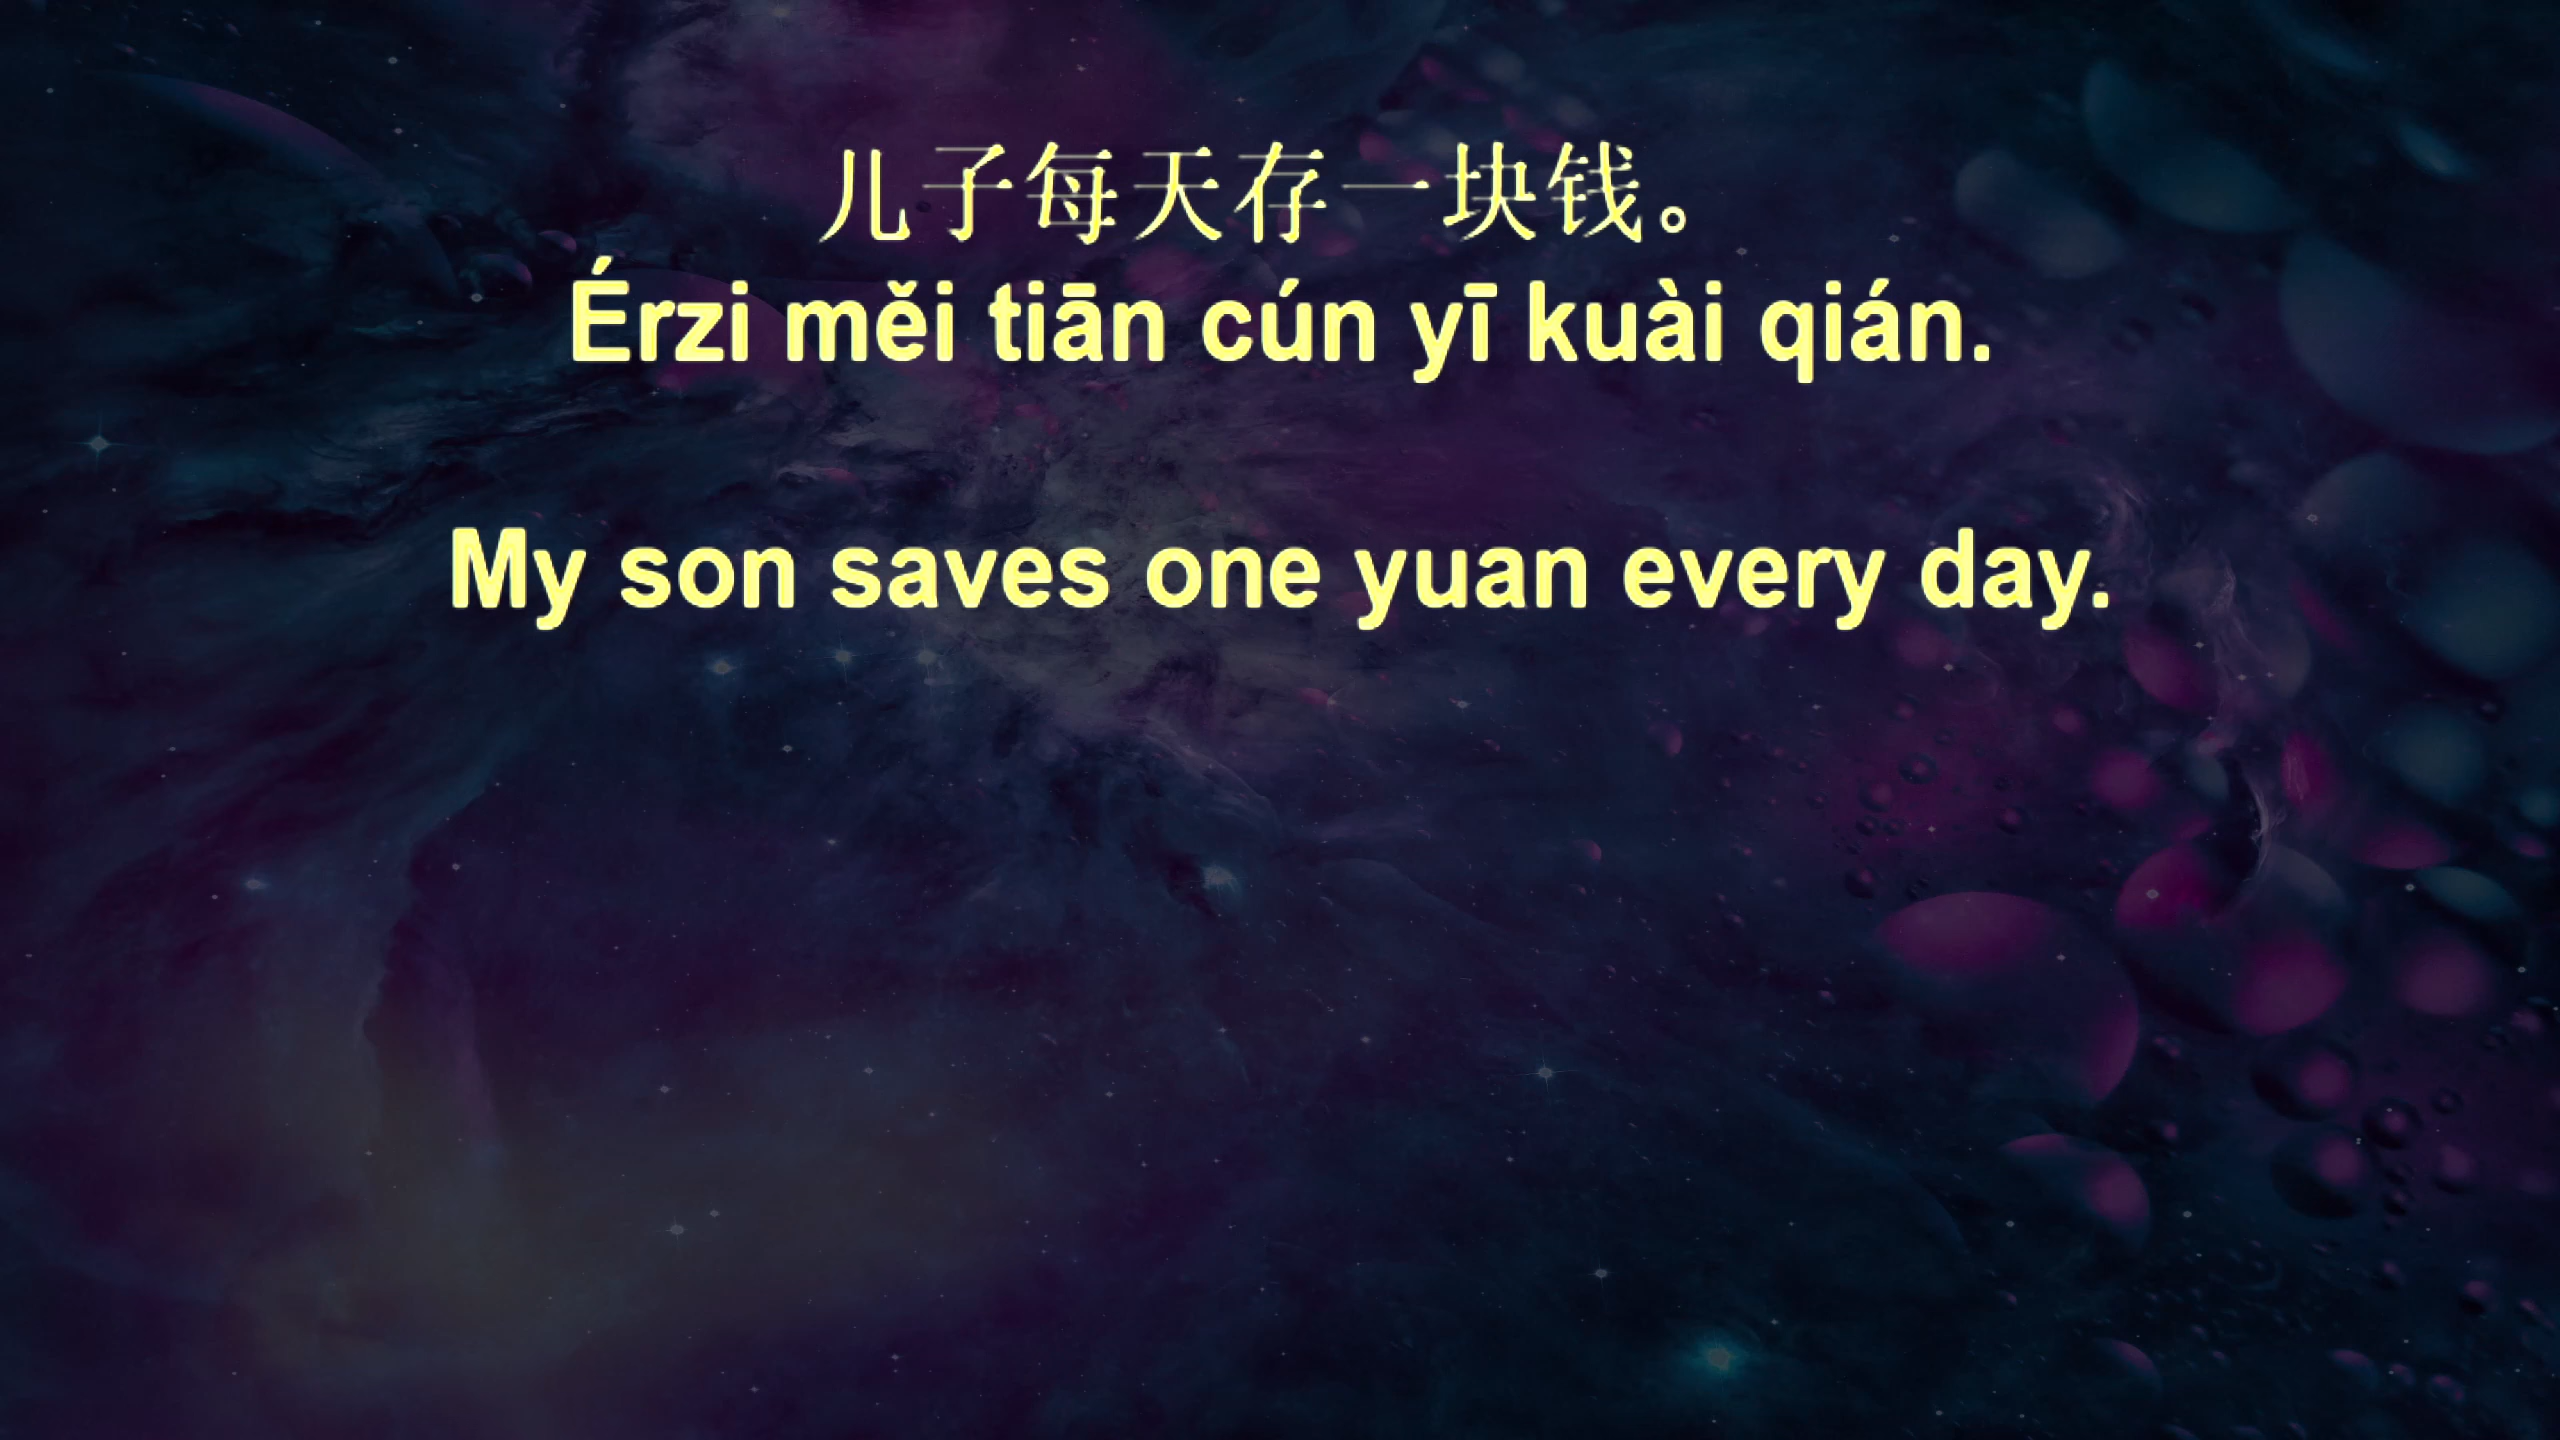 儿子每天存一块钱。
Érzi měi tiān cún yī kuài qián.
My son saves one yuan every day.